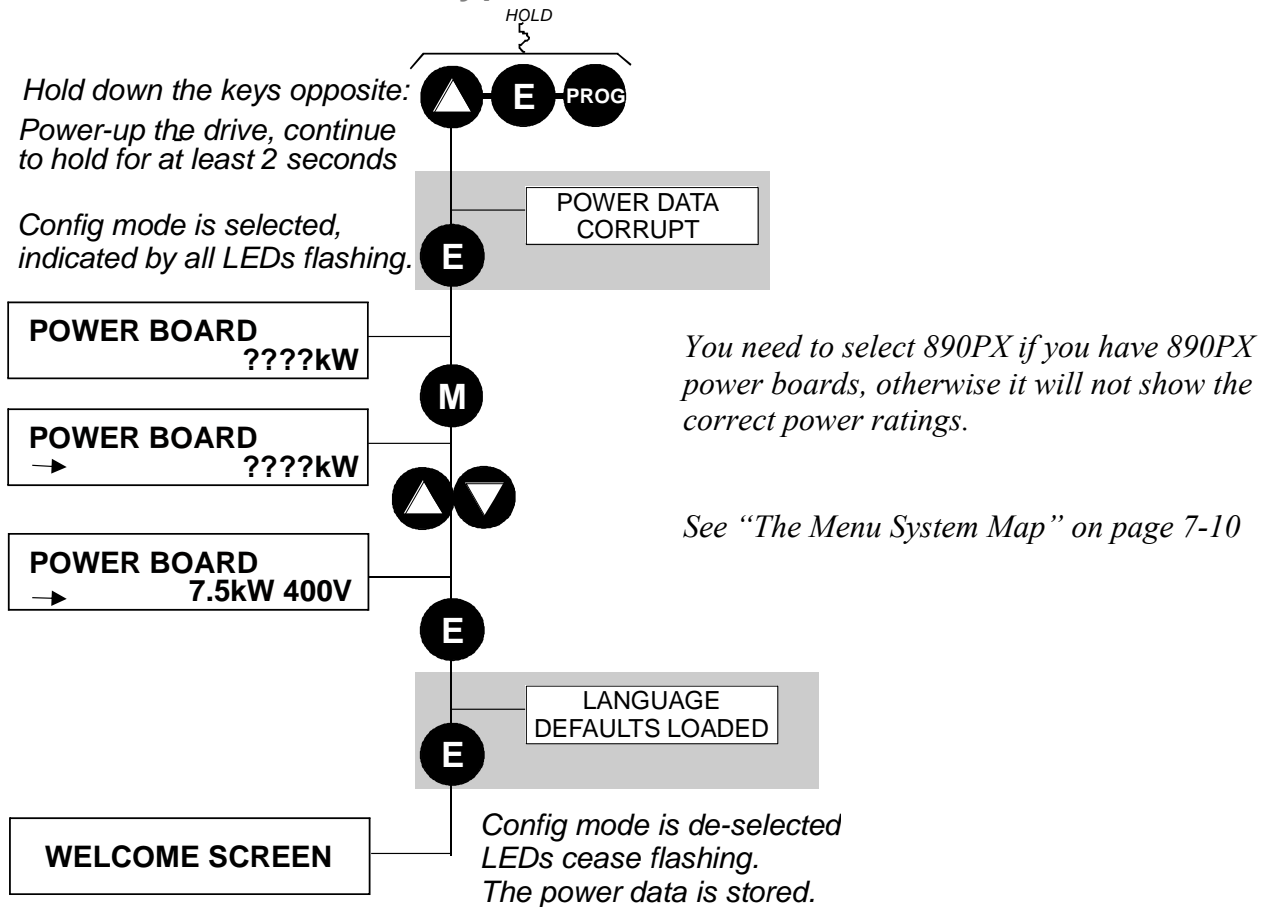 HOLD
Hold down the keys opposite:
E
PROG
Power-up the drive, continue
to hold for at least 2 seconds
POWER DATA
CORRUPT
Config mode is selected,
indicated by all LEDs flashing.
E
POWER BOARD
????kW
You need to select 890PX if you have 890PX
power boards, otherwise it will not show the
correct power ratings.
M
POWER BOARD
????kW
See “The Menu System Map” on page 7-10
POWER BOARD
7.5kW 400V
E
LANGUAGE
DEFAULTS LOADED
E
WELCOME SCREEN
Config mode is de-selected
LEDs cease flashing.
The power data is stored.